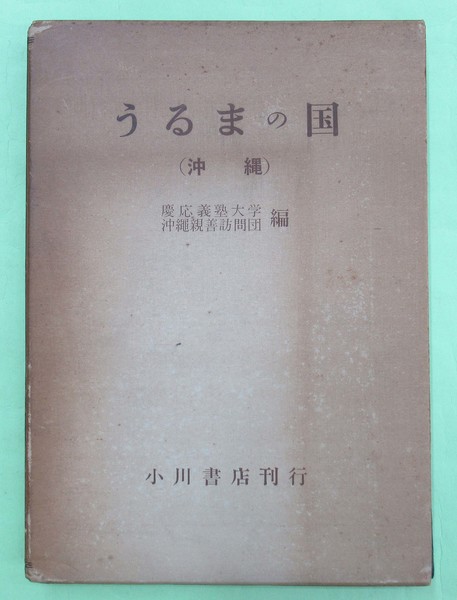 うるまの国
（沖縄）
慶応義塾大学
沖繩親善訪問団 編
小川書店刊行